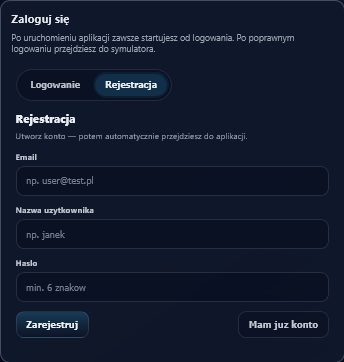 Zaloguj się
Po uruchomieniu aplikacji zawsze startujesz od logowania. Po poprawnym
logowaniu przejdziesz do symulatora.
Logowanie
Rejestracja
Rejestracja
Utworz konto — potem automatycznie przejdziesz do aplikacji.
Email
np. user@test.pl
Nazwa uzytkownika
np. janek
Haslo
min. 6 znakow
Zarejestruj
Mam juz konto